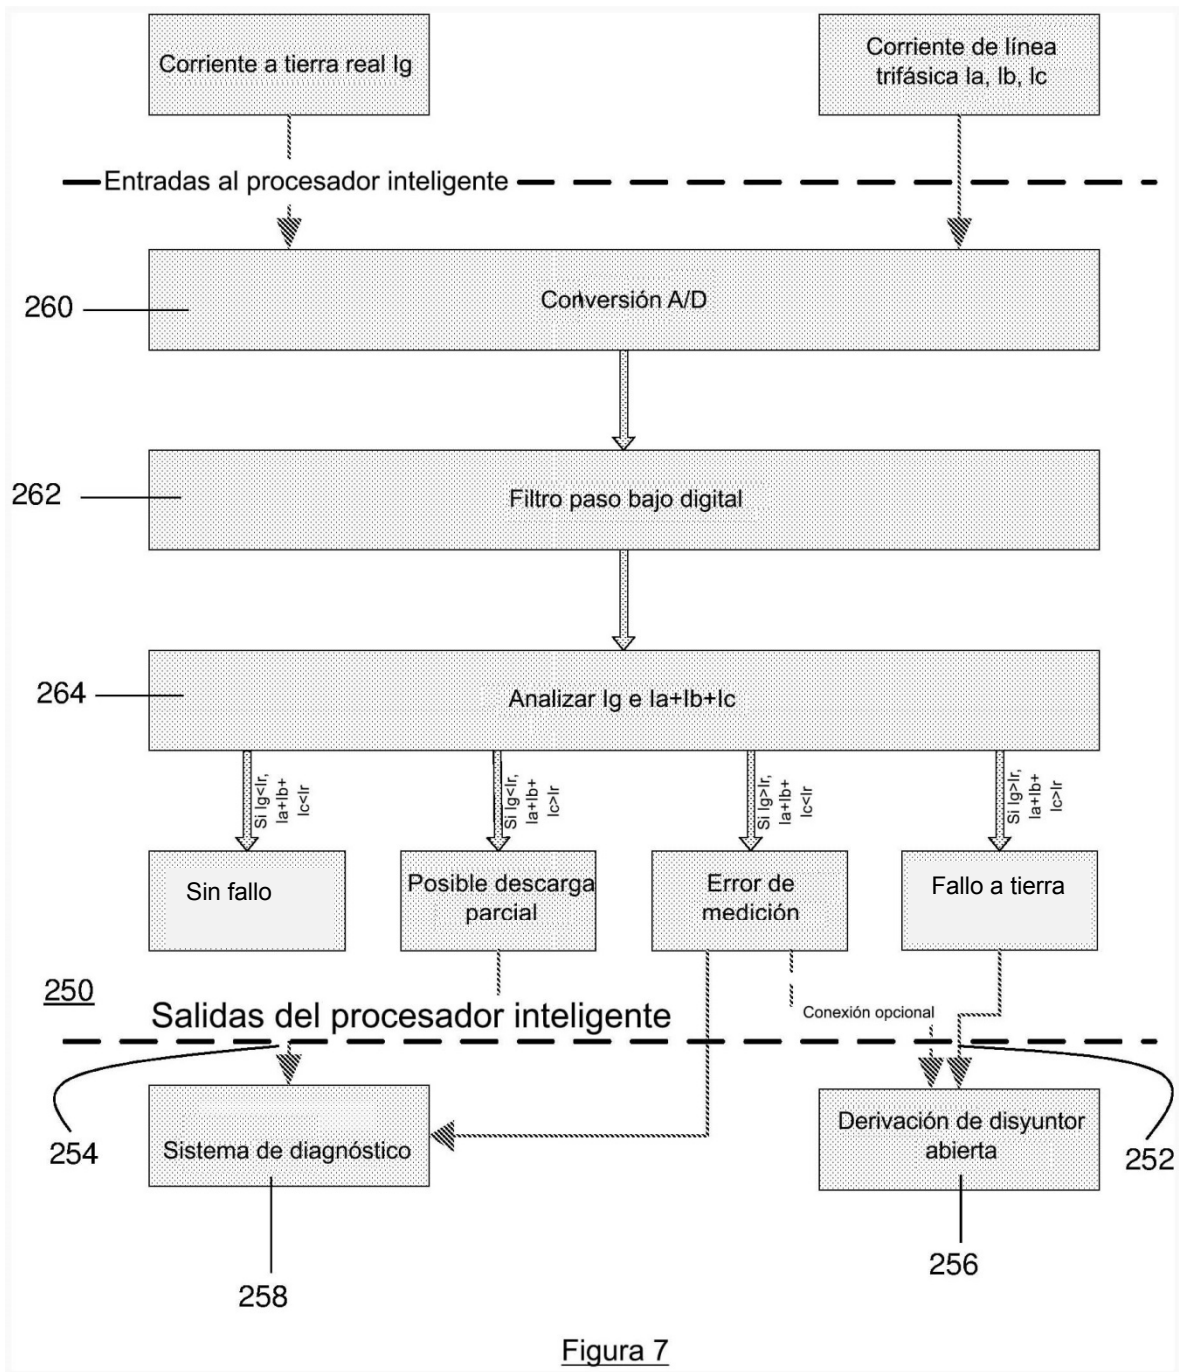 Corriente a tierra real Ig
Corriente de línea
trifásica Ia, Ib, Ic
Entradas al procesador inteligente
260
Conversión A/D
262
Filtro paso bajo digital
264
Analizar Ig e Ia+Ib+Ic
Si Ig<Ir,
Ia+Ib+
Ic<Ir
Si Ig<Ir,
Ia+Ib+
Ic>Ir
Si Ig>Ir,
Ia+Ib+
Ic<Ir
Si Ig>Ir,
Ia+Ib+
Ic>Ir
Sin fallo
Posible descarga
parcial
Error de
medición
Fallo a tierra
250
Salidas del procesador inteligente
Conexión opcional
254
Sistema de diagnóstico
Derivación de disyuntor
abierta
252
258
256
Figura 7